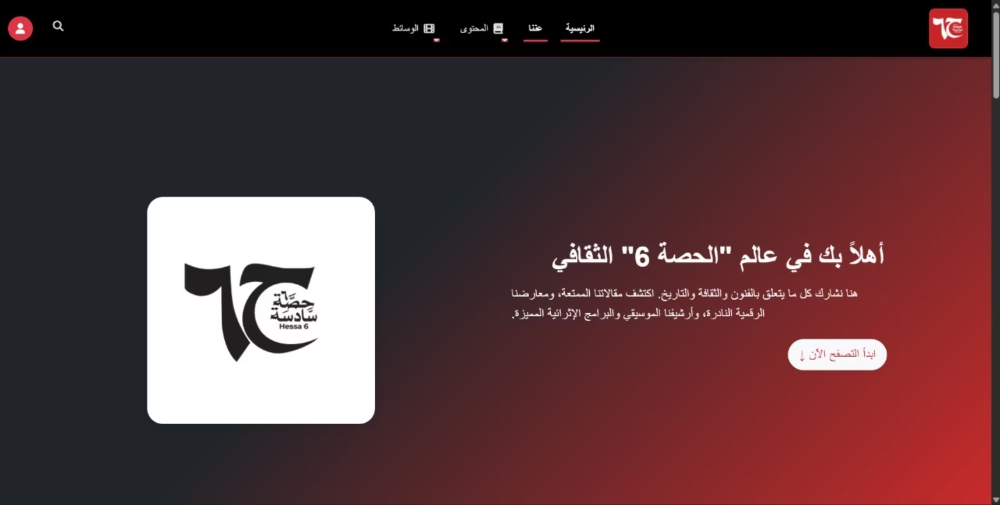 الرئيسية
عننا
المحتوى
الوسائط
أهلاً بك في عالم "الحصة 6" الثقافي
هنا نشارك كل ما يتعلق بالفنون والثقافة والتاريخ. اكتشف مقالاتنا الممتعة، ومعارضنا
الرقمية النادرة، وأرشيفنا الموسيقي والبرامج الإثرائية المميزة.
ابدأ التصفح الآن ↓
حصة ٦
سادسة
Hessa 6